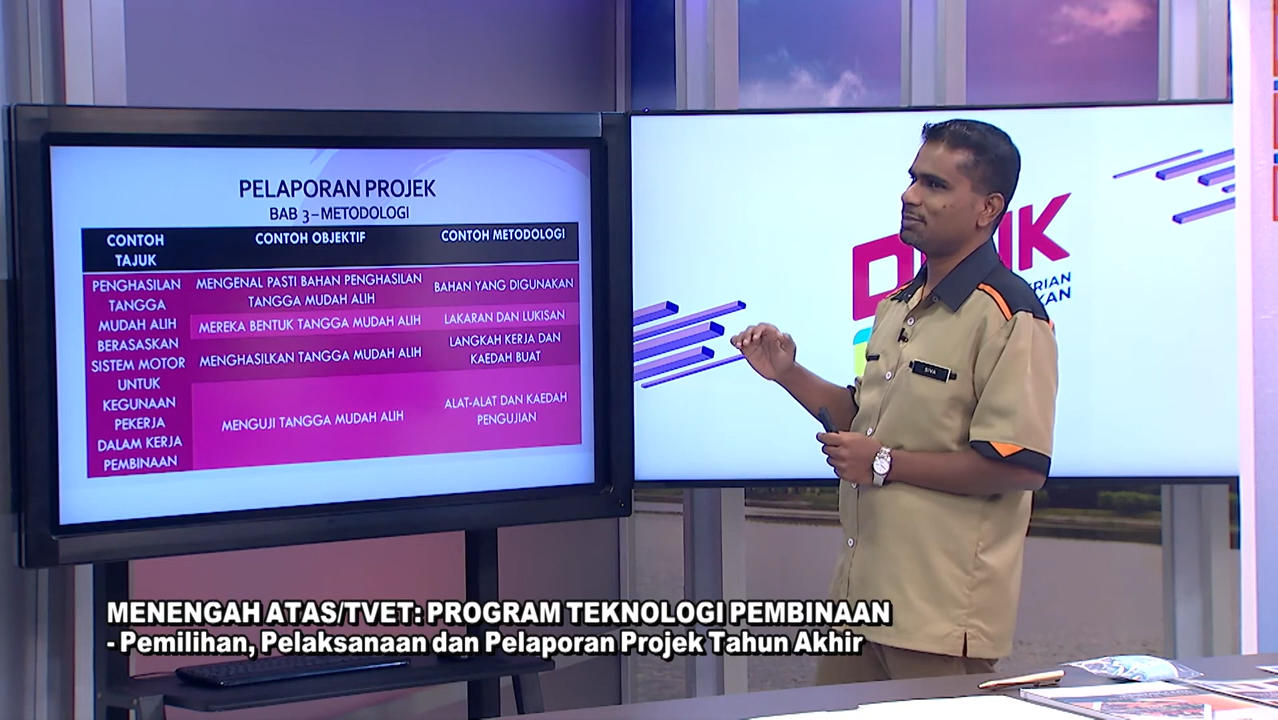 PELAPORAN PROJEK
BAB 3–METODOLOGI
CONTOH
TAJUK
CONTOH OBJEKTIF
CONTOH METODOLOGI
PENGHASILAN
TANGGA
MUDAH ALIH
BERASASKAN
SISTEM MOTOR
UNTUK
KEGUNAAN
PEKERJA
DALAM KERJA
PEMBINAAN
MENGENAL PASTI BAHAN PENGHASILAN
TANGGA MUDAH ALIH
BAHAN YANG DIGUNAKAN
MEREKA BENTUK TANGGA MUDAH ALIH
LAKARAN DAN LUKISAN
MENGHASILKAN TANGGA MUDAH ALIH
LANGKAH KERJA DAN
KAEDAH BUAT
MENGUJI TANGGA MUDAH ALIH
ALAT-ALAT DAN KAEDAH
PENGUJIAN
SIVA
MENENGAH ATAS/TVET: PROGRAM TEKNOLOGI PEMBINAAN
- Pemilihan, Pelaksanaan dan Pelaporan Projek Tahun Akhir